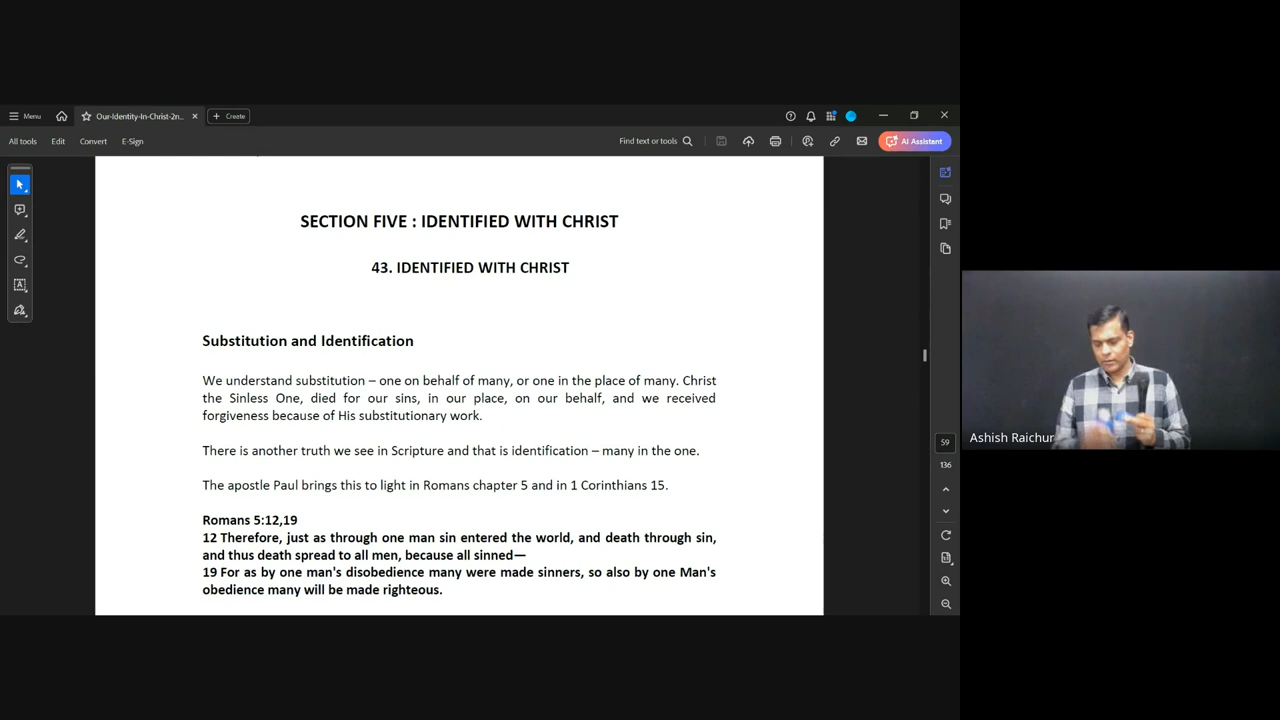 Menu
Our-Identity-In-Christ-2n...
Create
All tools Edit Convert E-Sign
Find text or tools
AI Assistant
SECTION FIVE : IDENTIFIED WITH CHRIST
43. IDENTIFIED WITH CHRIST
Substitution and Identification
We understand substitution – one on behalf of many, or one in the place of many. Christ
the Sinless One, died for our sins, in our place, on our behalf, and we received
forgiveness because of His substitutionary work.
There is another truth we see in Scripture and that is identification – many in the one.
The apostle Paul brings this to light in Romans chapter 5 and in 1 Corinthians 15.
Romans 5:12,19
12 Therefore, just as through one man sin entered the world, and death through sin,
and thus death spread to all men, because all sinned—
19 For as by one man's disobedience many were made sinners, so also by one Man's
obedience many will be made righteous.
59
136
Ashish Raichur